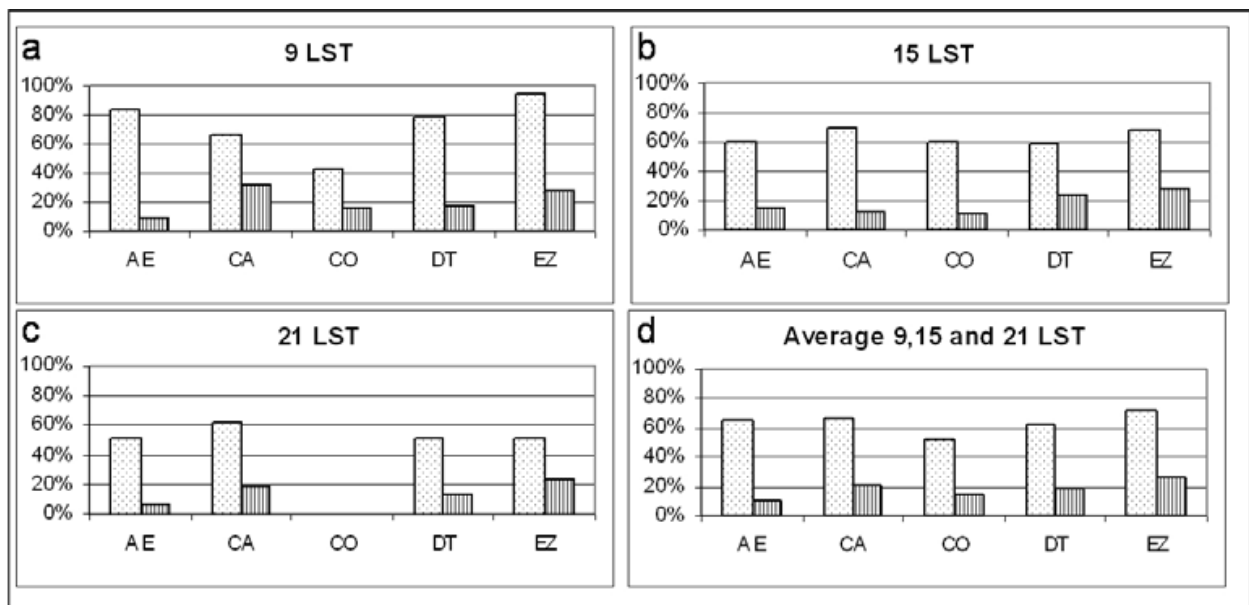 a
9 LST
100%
80%
60%
40%
20%
0%
AE CA CO DT EZ
b
15 LST
100%
80%
60%
40%
20%
0%
AE CA CO DT EZ
c
21 LST
100%
80%
60%
40%
20%
0%
AE CA CO DT EZ
d
Average 9,15 and 21 LST
100%
80%
60%
40%
20%
0%
AE CA CO DT EZ